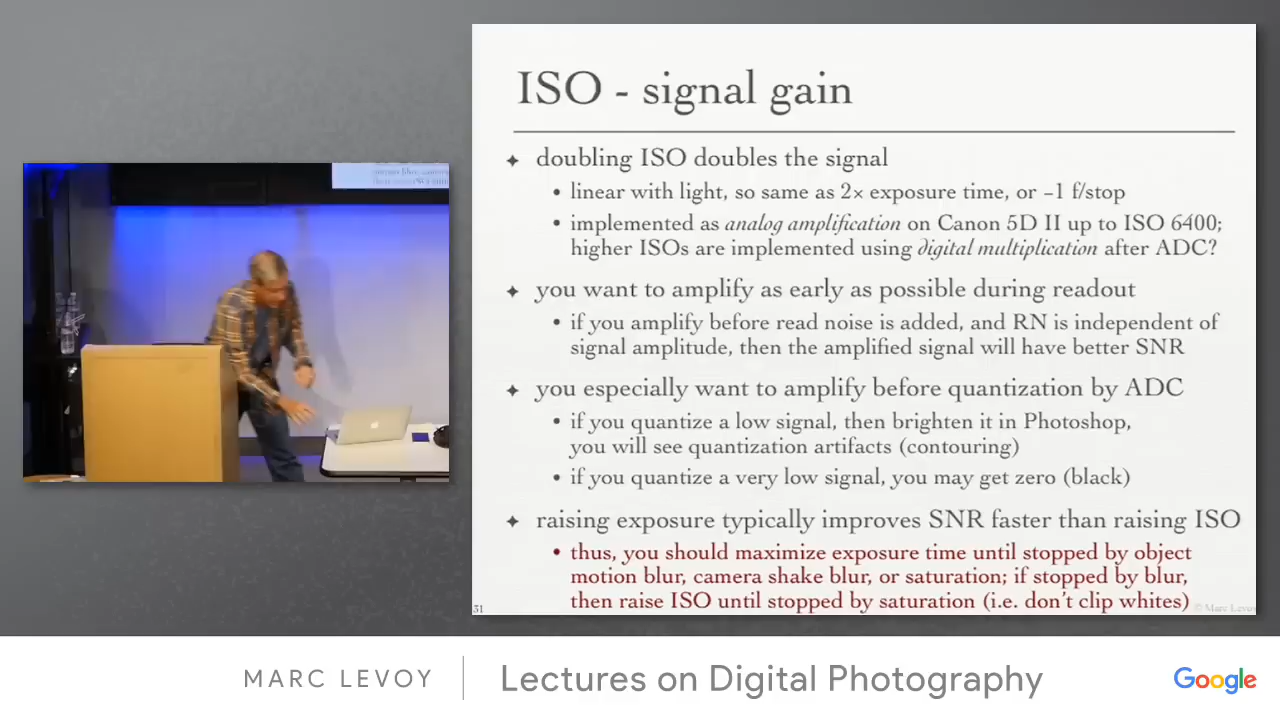 ISO - signal gain
✦ doubling ISO doubles the signal
• linear with light, so same as 2× exposure time, or −1 f/stop
• implemented as analog amplification on Canon 5D II up to ISO 6400;
higher ISOs are implemented using digital multiplication after ADC?
✦ you want to amplify as early as possible during readout
• if you amplify before read noise is added, and RN is independent of
signal amplitude, then the amplified signal will have better SNR
✦ you especially want to amplify before quantization by ADC
• if you quantize a low signal, then brighten it in Photoshop,
you will see quantization artifacts (contouring)
• if you quantize a very low signal, you may get zero (black)
✦ raising exposure typically improves SNR faster than raising ISO
• thus, you should maximize exposure time until stopped by object
motion blur, camera shake blur, or saturation; if stopped by blur,
then raise ISO until stopped by saturation (i.e. don't clip whites)
51
© Marc Levoy
MARC LEVOY
Lectures on Digital Photography
Google